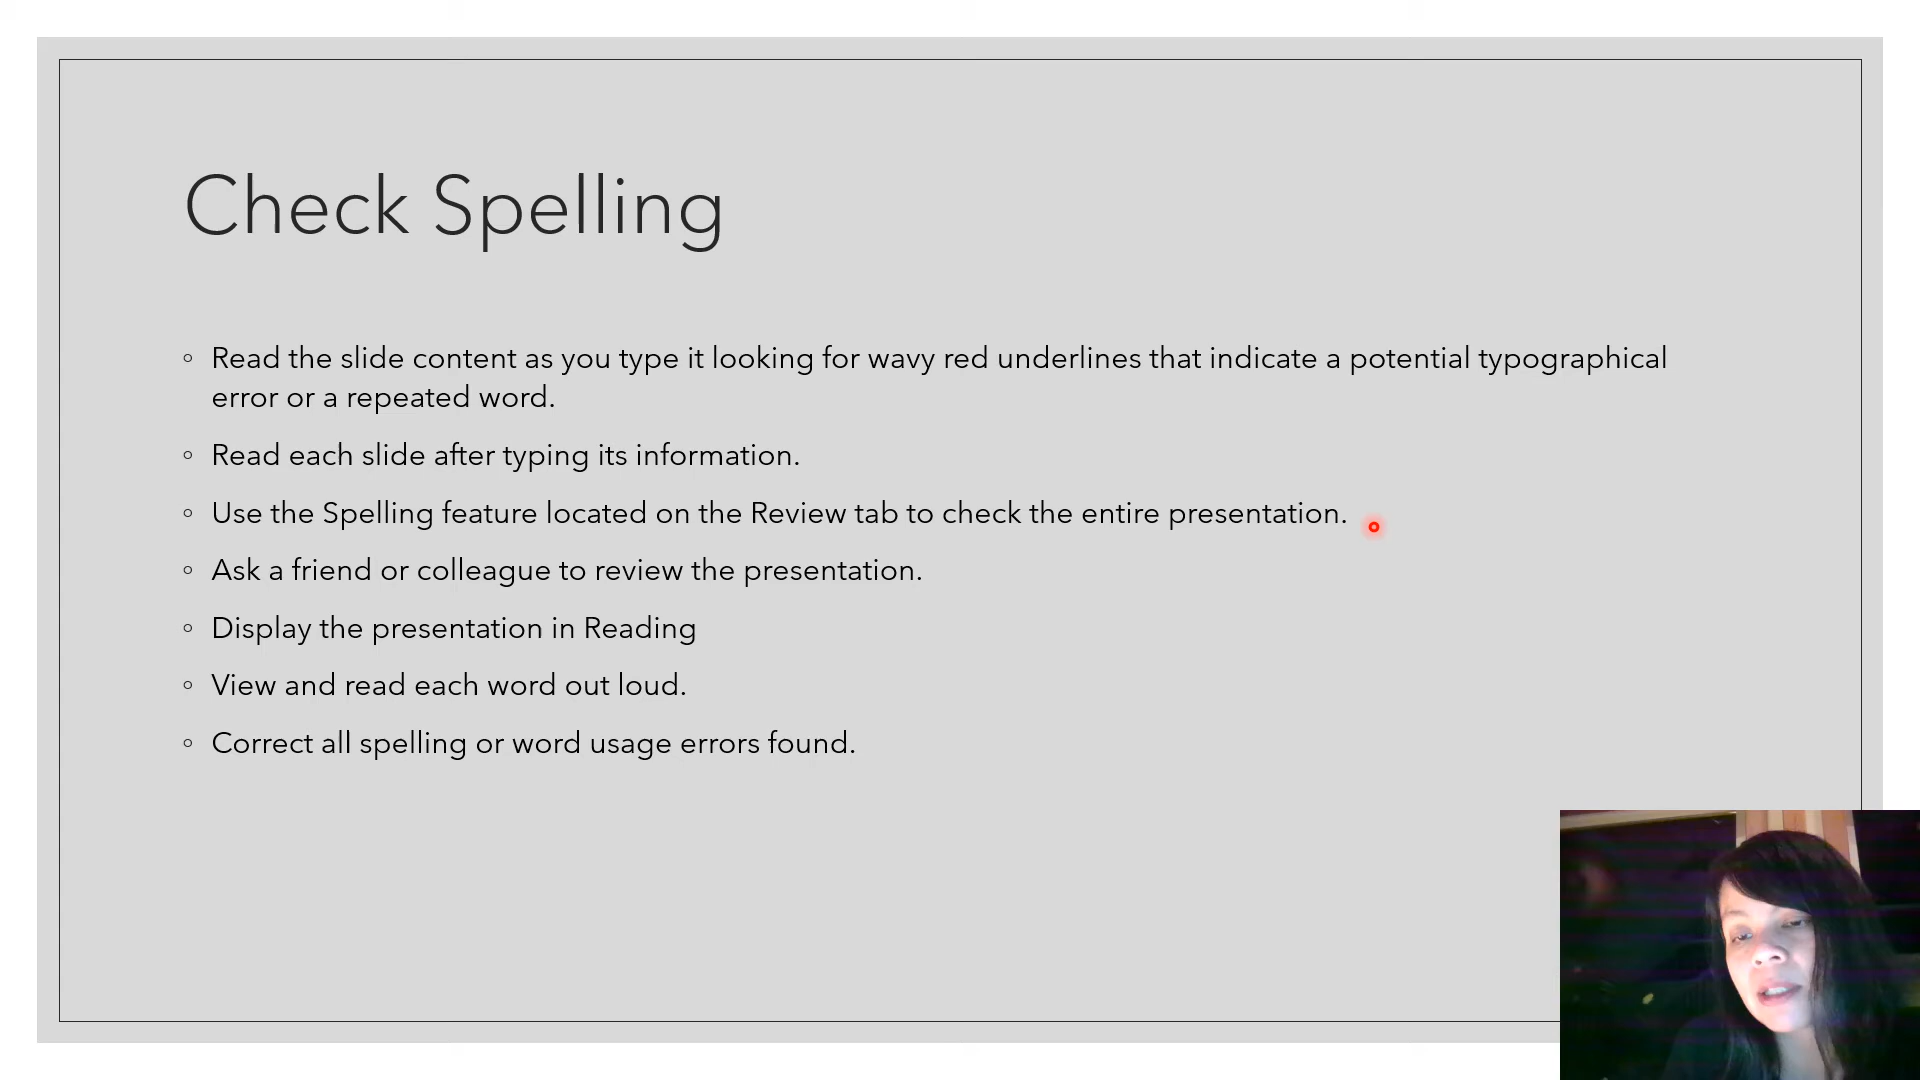 Check Spelling
◦ Read the slide content as you type it looking for wavy red underlines that indicate a potential typographical
error or a repeated word.
◦ Read each slide after typing its information.
◦ Use the Spelling feature located on the Review tab to check the entire presentation.
◦ Ask a friend or colleague to review the presentation.
◦ Display the presentation in Reading
◦ View and read each word out loud.
◦ Correct all spelling or word usage errors found.